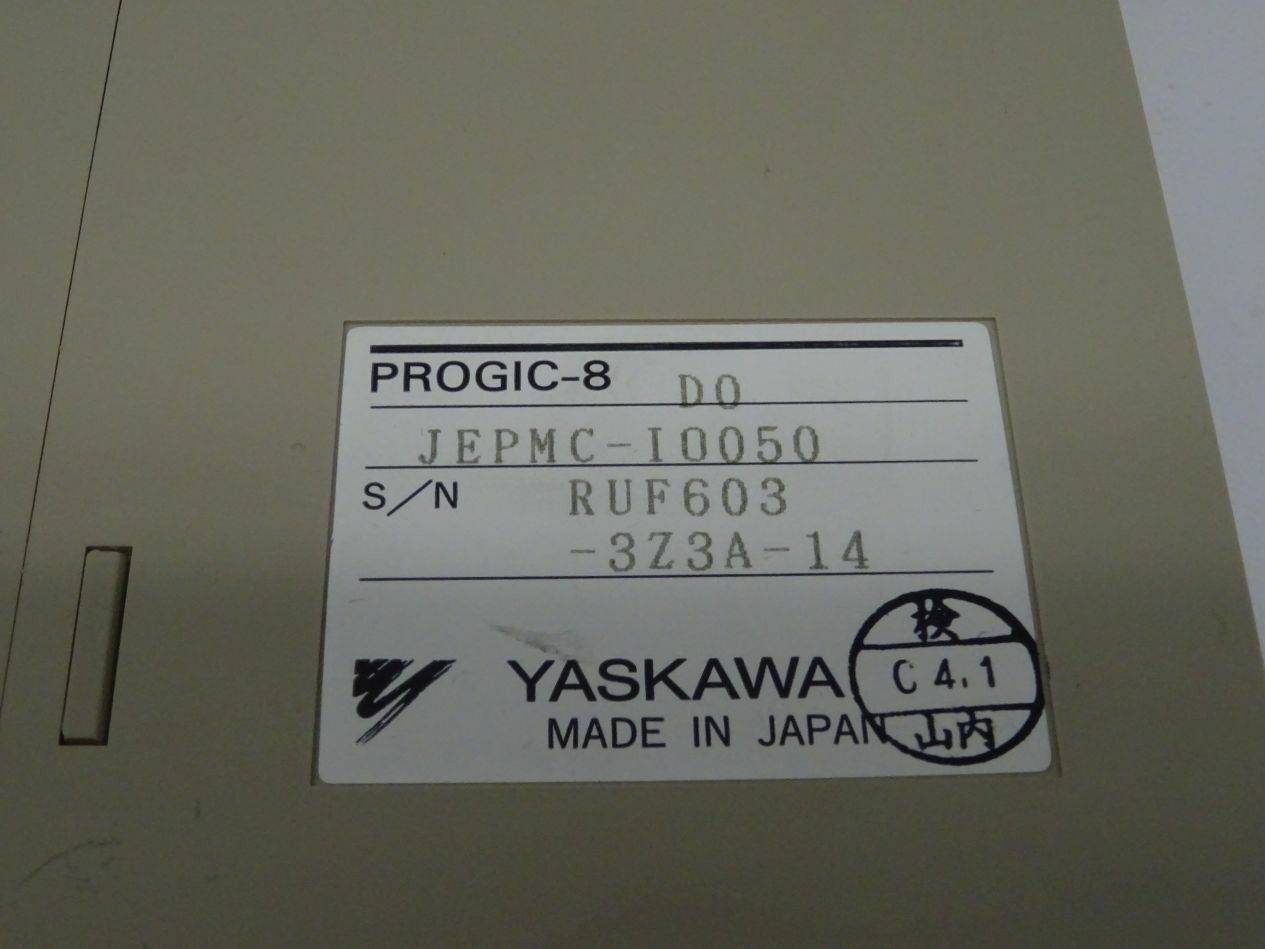 PROGIC-8 DO
JEPMC-IO050
S/N RUF603
-3Z3A-14
YASKAWA
MADE IN JAPAN
検
C 4.1
山内